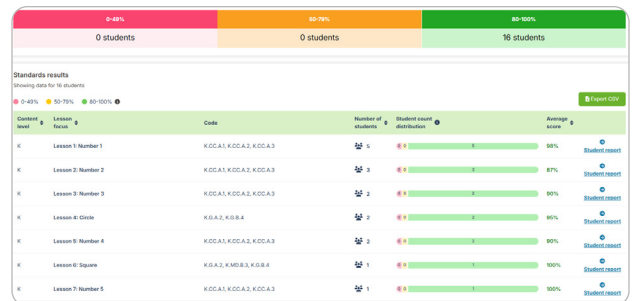 0-49% 50-79% 80-100%
0 students 0 students 16 students
Standards results
Showing data for 16 students
0-49% 50-79% 80-100%
Export CSV
Content level Lesson focus Code Number of students Student count distribution Average score
K Lesson 1: Number 1 K.CC.A.1, K.CC.A.2, K.CC.A.3 5 0 0 5 98% Student report
K Lesson 2: Number 2 K.CC.A.1, K.CC.A.2, K.CC.A.3 3 0 0 3 87% Student report
K Lesson 3: Number 3 K.CC.A.1, K.CC.A.2, K.CC.A.3 2 0 0 2 90% Student report
K Lesson 4: Circle K.G.A.2, K.G.B.4 2 0 0 2 95% Student report
K Lesson 5: Number 4 K.CC.A.1, K.CC.A.2, K.CC.A.3 2 0 0 2 90% Student report
K Lesson 6: Square K.G.A.2, K.MD.B.3, K.G.B.4 1 0 0 1 100% Student report
K Lesson 7: Number 5 K.CC.A.1, K.CC.A.2, K.CC.A.3 1 0 0 1 100% Student report